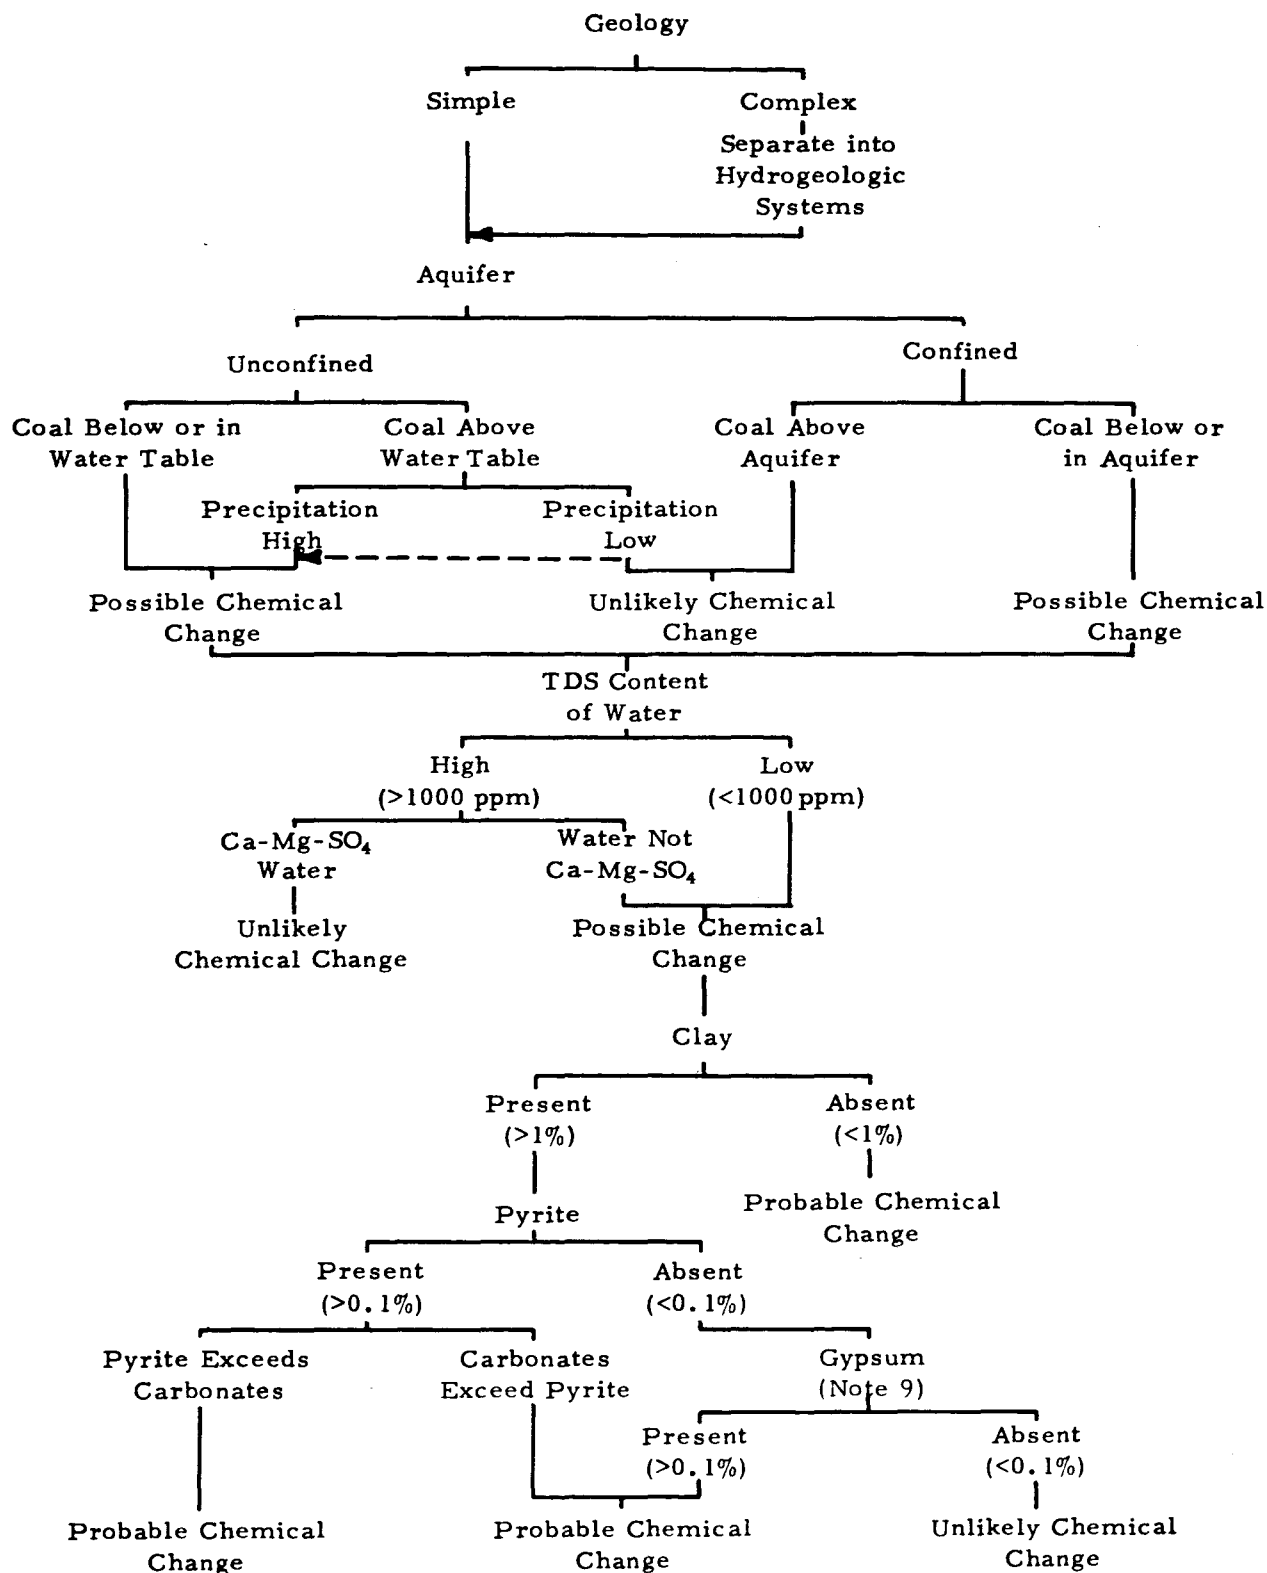 Geology
Simple
Complex
Separate into
Hydrogeologic
Systems
Aquifer
Unconfined
Confined
Coal Below or in
Water Table
Coal Above
Water Table
Coal Above
Aquifer
Coal Below or
in Aquifer
Precipitation
High
Precipitation
Low
Possible Chemical
Change
Unlikely Chemical
Change
Possible Chemical
Change
TDS Content
of Water
High
(>1000 ppm)
Low
(<1000 ppm)
Ca-Mg-SO₄
Water
Water Not
Ca-Mg-SO₄
Unlikely
Chemical Change
Possible Chemical
Change
Clay
Present
(>1%)
Absent
(<1%)
Pyrite
Probable Chemical
Change
Present
(>0.1%)
Absent
(<0.1%)
Pyrite Exceeds
Carbonates
Carbonates
Exceed Pyrite
Gypsum
(Note 9)
Present
(>0.1%)
Absent
(<0.1%)
Probable Chemical
Change
Probable Chemical
Change
Unlikely Chemical
Change